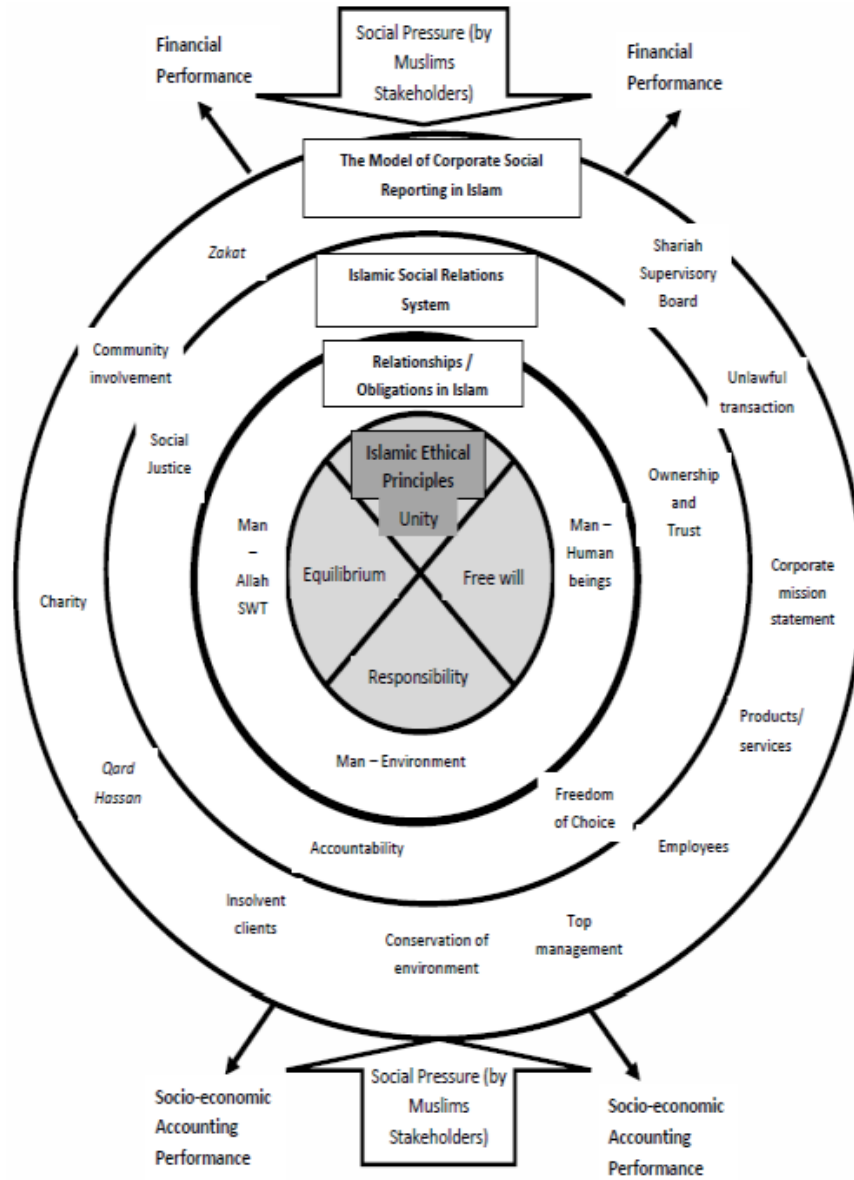 Financial
Performance
Social Pressure (by
Muslims
Stakeholders)
Financial
Performance
The Model of Corporate Social
Reporting in Islam
Zakat
Shariah
Supervisory
Board
Islamic Social Relations
System
Community
involvement
Relationships /
Obligations in Islam
Unlawful
transaction
Social
Justice
Islamic Ethical
Principles
Unity
Ownership
and
Trust
Man
–
Allah
SWT
Equilibrium
Free will
Man –
Human
beings
Charity
Corporate
mission
statement
Responsibility
Products/
services
Man – Environment
Qard
Hassan
Freedom
of Choice
Accountability
Employees
Insolvent
clients
Conservation of
environment
Top
management
Socio-economic
Accounting
Performance
Social Pressure (by
Muslims
Stakeholders)
Socio-economic
Accounting
Performance